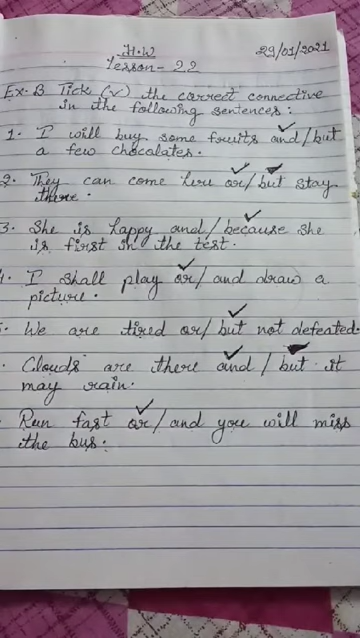 H.W
29/01/2021
Lesson - 22
Ex-B Tick (✓) the correct connective
in the following sentences:
1. I will buy some fruits and/but
a few chocolates.
2. They can come here or/but stay
there.
3. She is happy and/because she
is first in the test.
4. I shall play or/and draw a
picture.
5. We are tired or/but not defeated.
. Clouds are there and/but it
may rain.
. Run fast or/and you will miss
the bus.